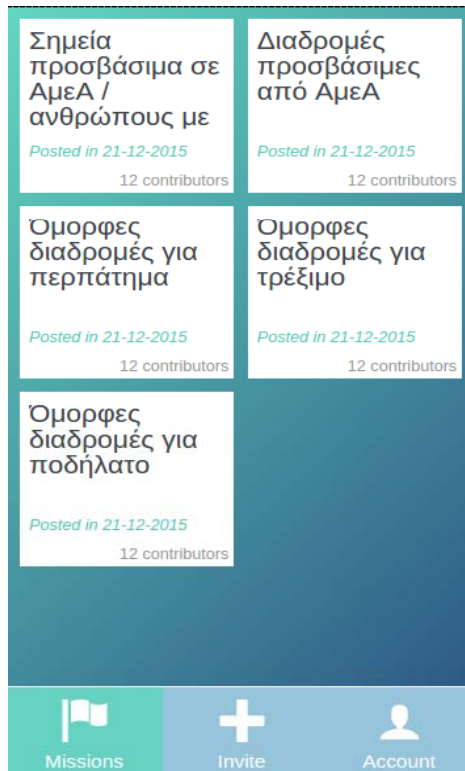 Σημεία
προσβάσιμα σε
ΑμεΑ /
ανθρώπους με
Posted in 21-12-2015
12 contributors
Διαδρομές
προσβάσιμες
από ΑμεΑ
Posted in 21-12-2015
12 contributors
Όμορφες
διαδρομές για
περπάτημα
Posted in 21-12-2015
12 contributors
Όμορφες
διαδρομές για
τρέξιμο
Posted in 21-12-2015
12 contributors
Όμορφες
διαδρομές για
ποδήλατο
Posted in 21-12-2015
12 contributors
Missions
Invite
Account